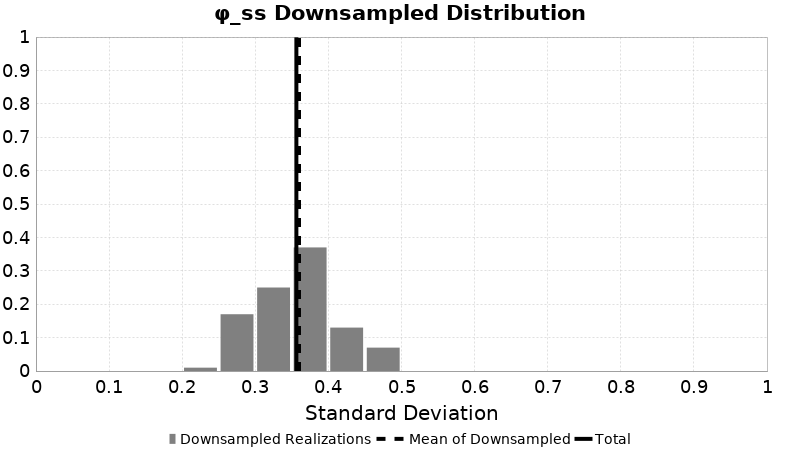 φ_ss Downsampled Distribution
1
0.9
0.8
0.7
0.6
0.5
0.4
0.3
0.2
0.1
0
0 0.1 0.2 0.3 0.4 0.5 0.6 0.7 0.8 0.9 1
Standard Deviation
Downsampled Realizations Mean of Downsampled Total